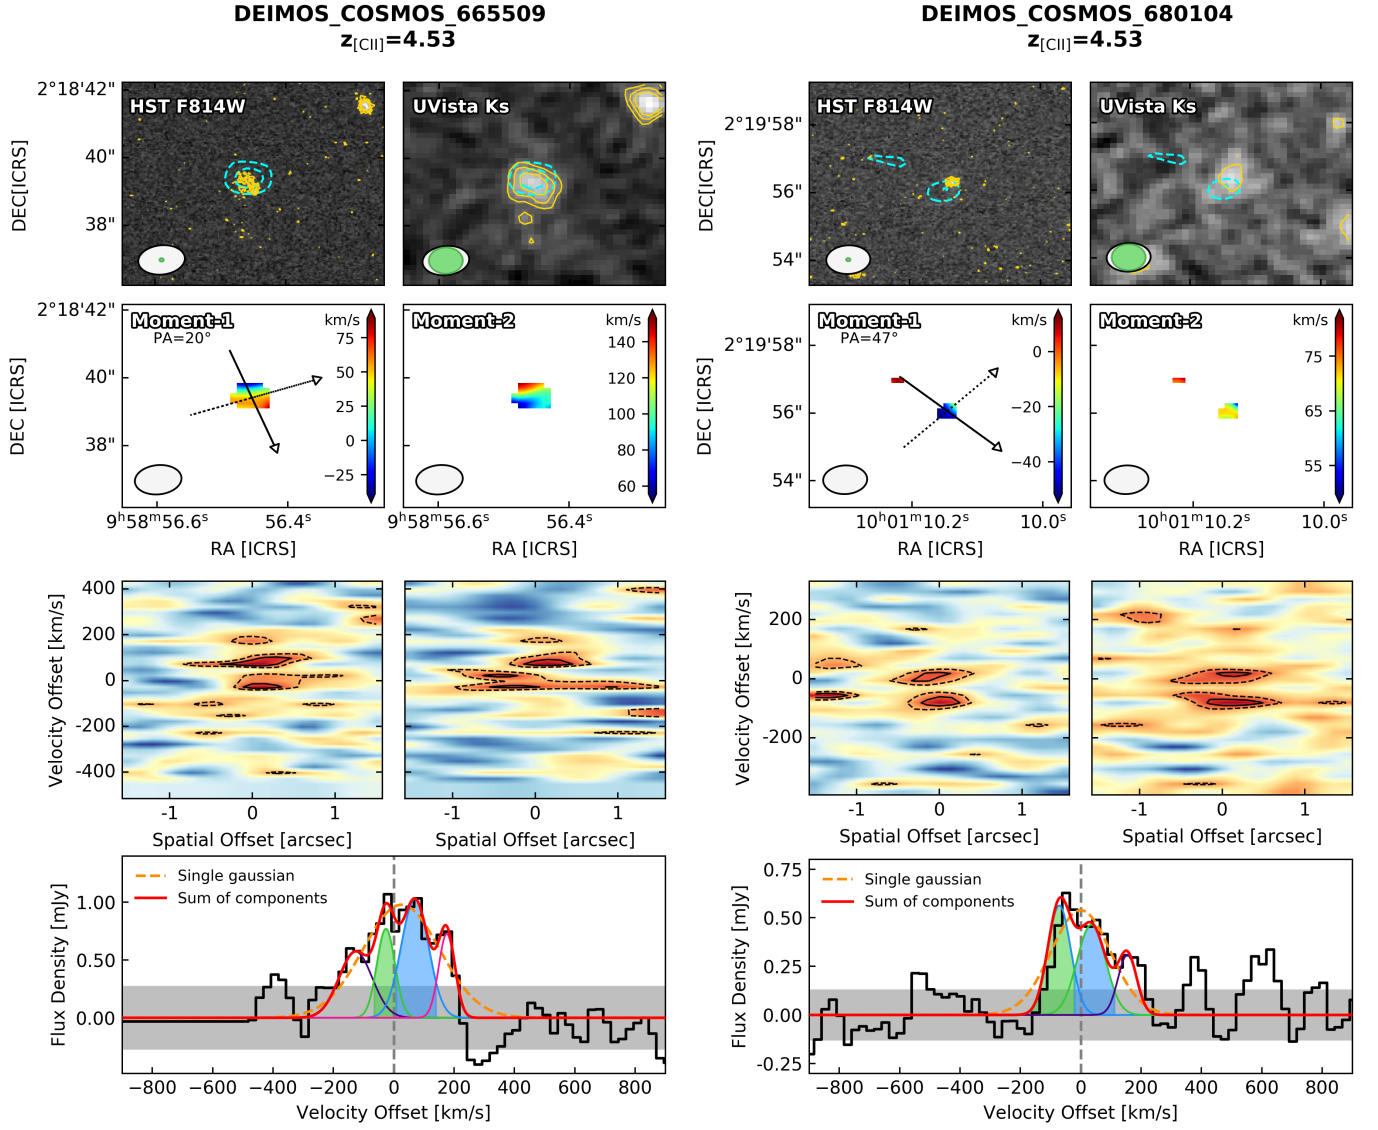 DEIMOS_COSMOS_665509
z[CII]=4.53
HST F814W
UVista Ks
2°18'42"
40"
38"
DEC[ICRS]
Moment-1
PA=20°
km/s
75
50
25
0
−25
Moment-2
km/s
140
120
100
80
60
2°18'42"
40"
38"
DEC [ICRS]
9h58m56.6s
56.4s
9h58m56.6s
56.4s
RA [ICRS]
RA [ICRS]
400
200
0
-200
-400
Velocity Offset [km/s]
-1
0
1
-1
0
1
Spatial Offset [arcsec]
Spatial Offset [arcsec]
Single gaussian
Sum of components
1.00
0.50
0.00
Flux Density [mJy]
−800
−600
−400
−200
0
200
400
600
800
Velocity Offset [km/s]
DEIMOS_COSMOS_680104
z[CII]=4.53
HST F814W
UVista Ks
2°19'58"
56"
54"
DEC[ICRS]
Moment-1
PA=47°
km/s
0
−20
−40
Moment-2
km/s
75
65
55
2°19'58"
56"
54"
DEC [ICRS]
10h01m10.2s
10.0s
10h01m10.2s
10.0s
RA [ICRS]
RA [ICRS]
200
0
-200
Velocity Offset [km/s]
-1
0
1
-1
0
1
Spatial Offset [arcsec]
Spatial Offset [arcsec]
Single gaussian
Sum of components
0.75
0.50
0.25
0.00
-0.25
Flux Density [mJy]
−800
−600
−400
−200
0
200
400
600
800
Velocity Offset [km/s]